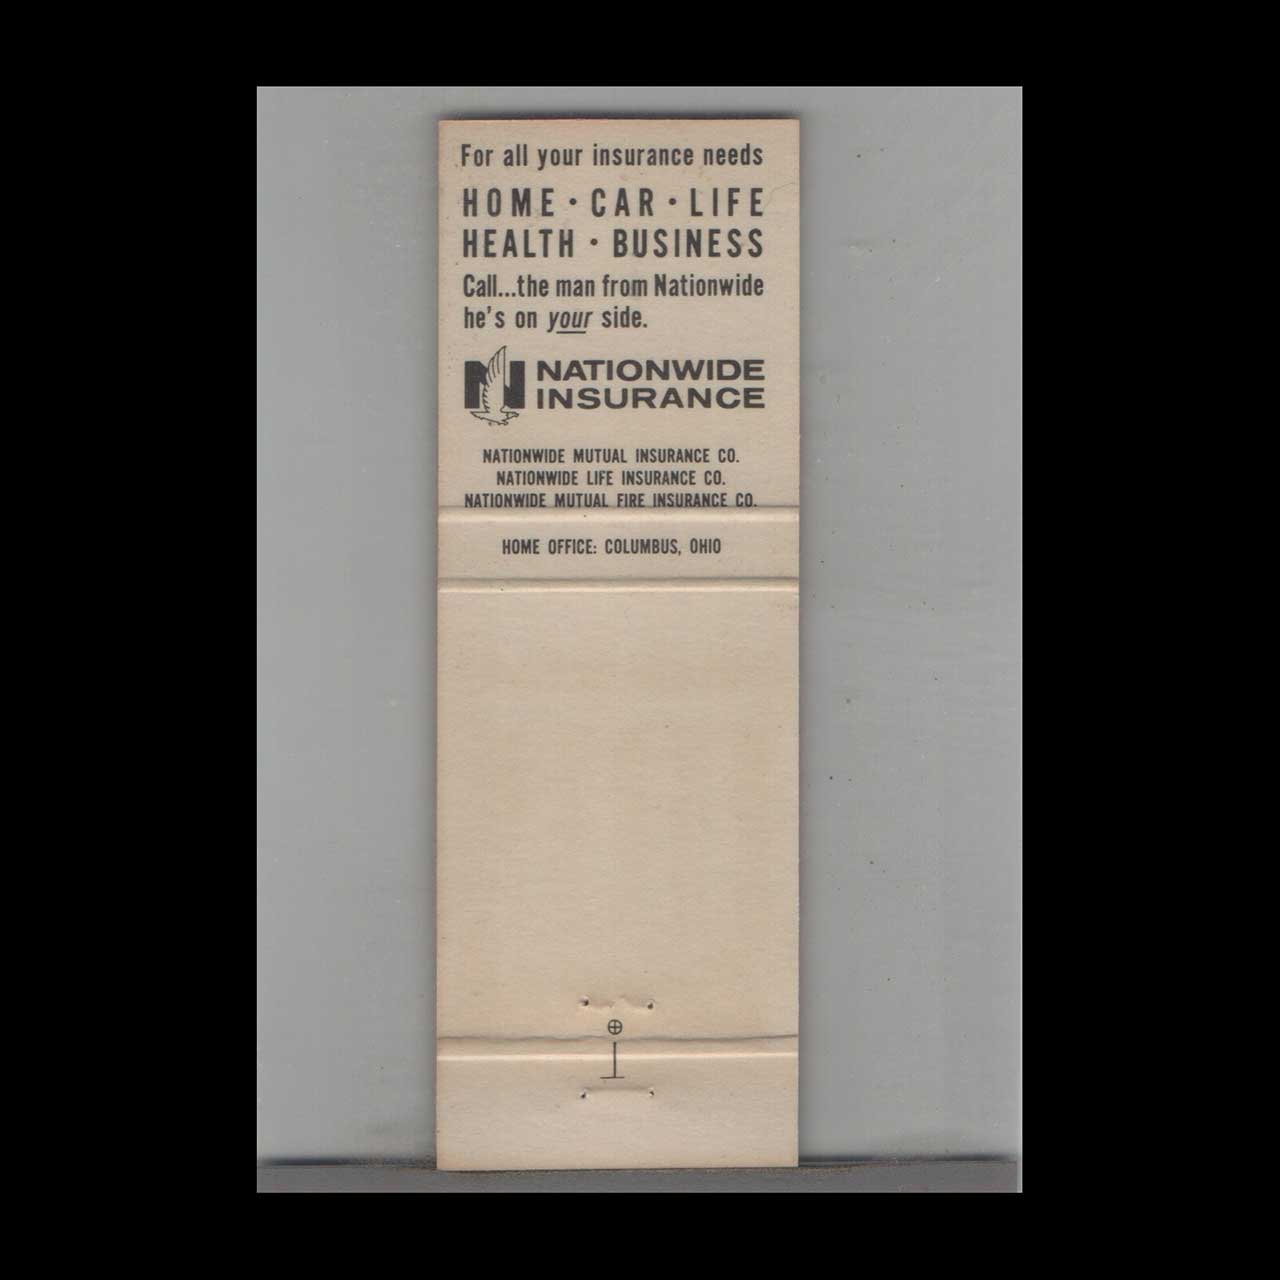 For all your insurance needs
HOME · CAR · LIFE
HEALTH · BUSINESS
Call...the man from Nationwide
he's on your side.
N NATIONWIDE
INSURANCE
NATIONWIDE MUTUAL INSURANCE CO.
NATIONWIDE LIFE INSURANCE CO.
NATIONWIDE MUTUAL FIRE INSURANCE CO.
HOME OFFICE: COLUMBUS, OHIO